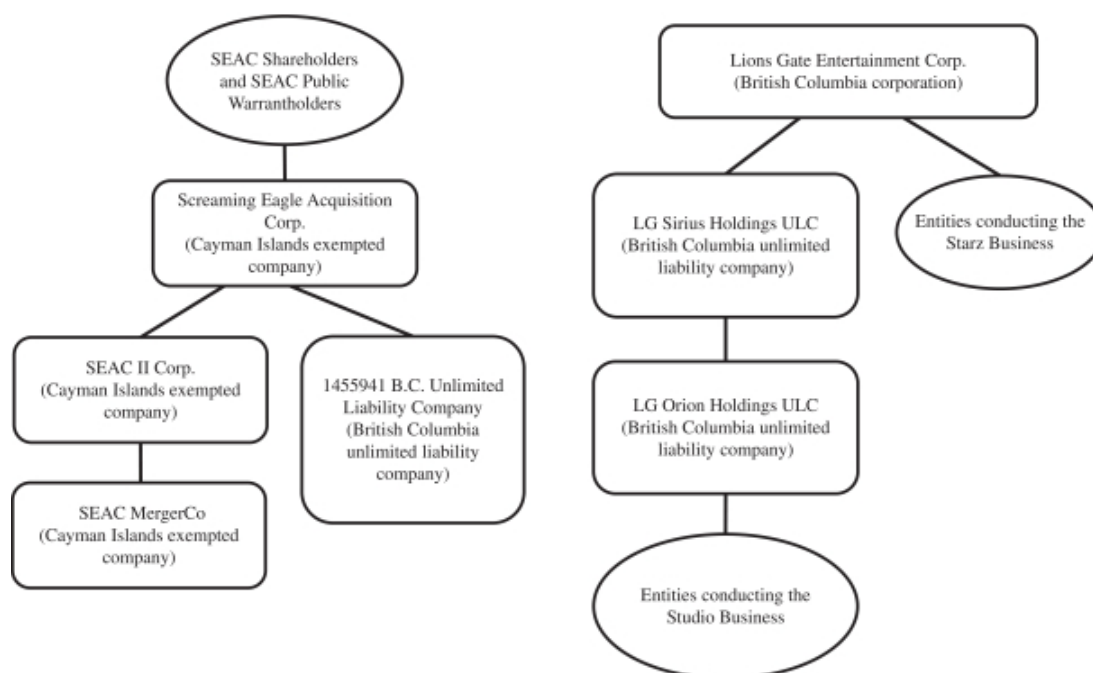 SEAC Shareholders
and SEAC Public
Warrantholders
Screaming Eagle Acquisition
Corp.
(Cayman Islands exempted
company)
SEAC II Corp.
(Cayman Islands exempted
company)
1455941 B.C. Unlimited
Liability Company
(British Columbia
unlimited liability
company)
SEAC MergerCo
(Cayman Islands exempted
company)
Lions Gate Entertainment Corp.
(British Columbia corporation)
LG Sirius Holdings ULC
(British Columbia unlimited
liability company)
Entities conducting the
Starz Business
LG Orion Holdings ULC
(British Columbia unlimited
liability company)
Entities conducting the
Studio Business